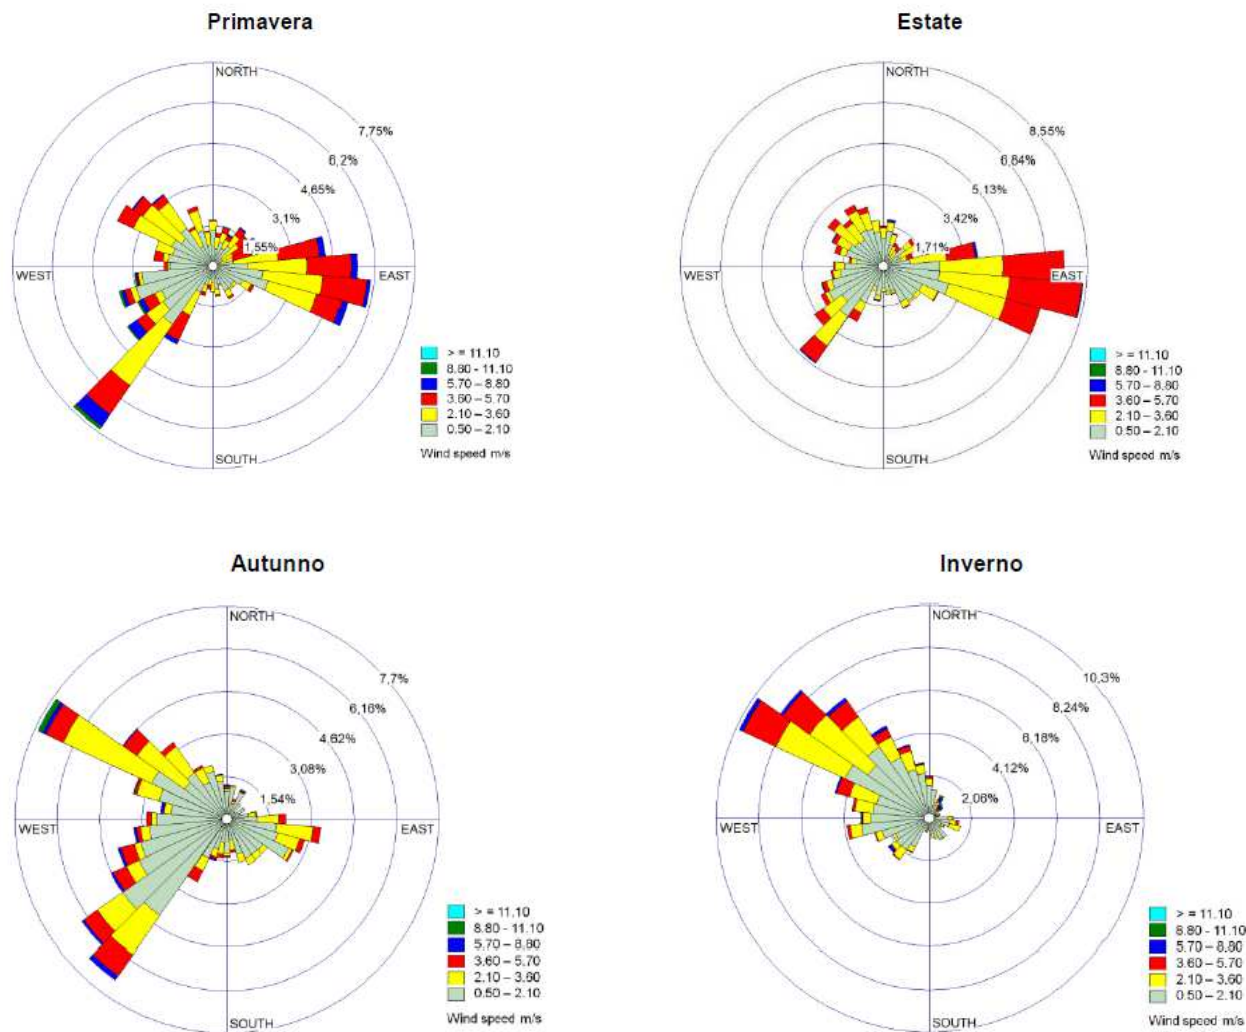 Primavera
NORTH
7,75%
6,2%
4,65%
3,1%
1,55%
WEST
EAST
SOUTH
> = 11.10
8.80 - 11.10
5.70 – 8.80
3.60 – 5.70
2.10 – 3.60
0.50 – 2.10
Wind speed m/s
Estate
NORTH
8,55%
6,84%
5,13%
3,42%
1,71%
WEST
EAST
SOUTH
> = 11.10
8.80 - 11.10
5.70 – 8.80
3.60 – 5.70
2.10 – 3.60
0.50 – 2.10
Wind speed m/s
Autunno
NORTH
7,7%
6,16%
4,62%
3,08%
1,54%
WEST
EAST
SOUTH
> = 11.10
8.80 - 11.10
5.70 – 8.80
3.60 – 5.70
2.10 – 3.60
0.50 – 2.10
Wind speed m/s
Inverno
NORTH
10,3%
8,24%
6,18%
4,12%
2,06%
WEST
EAST
SOUTH
> = 11.10
8.80 - 11.10
5.70 – 8.80
3.60 – 5.70
2.10 – 3.60
0.50 – 2.10
Wind speed m/s